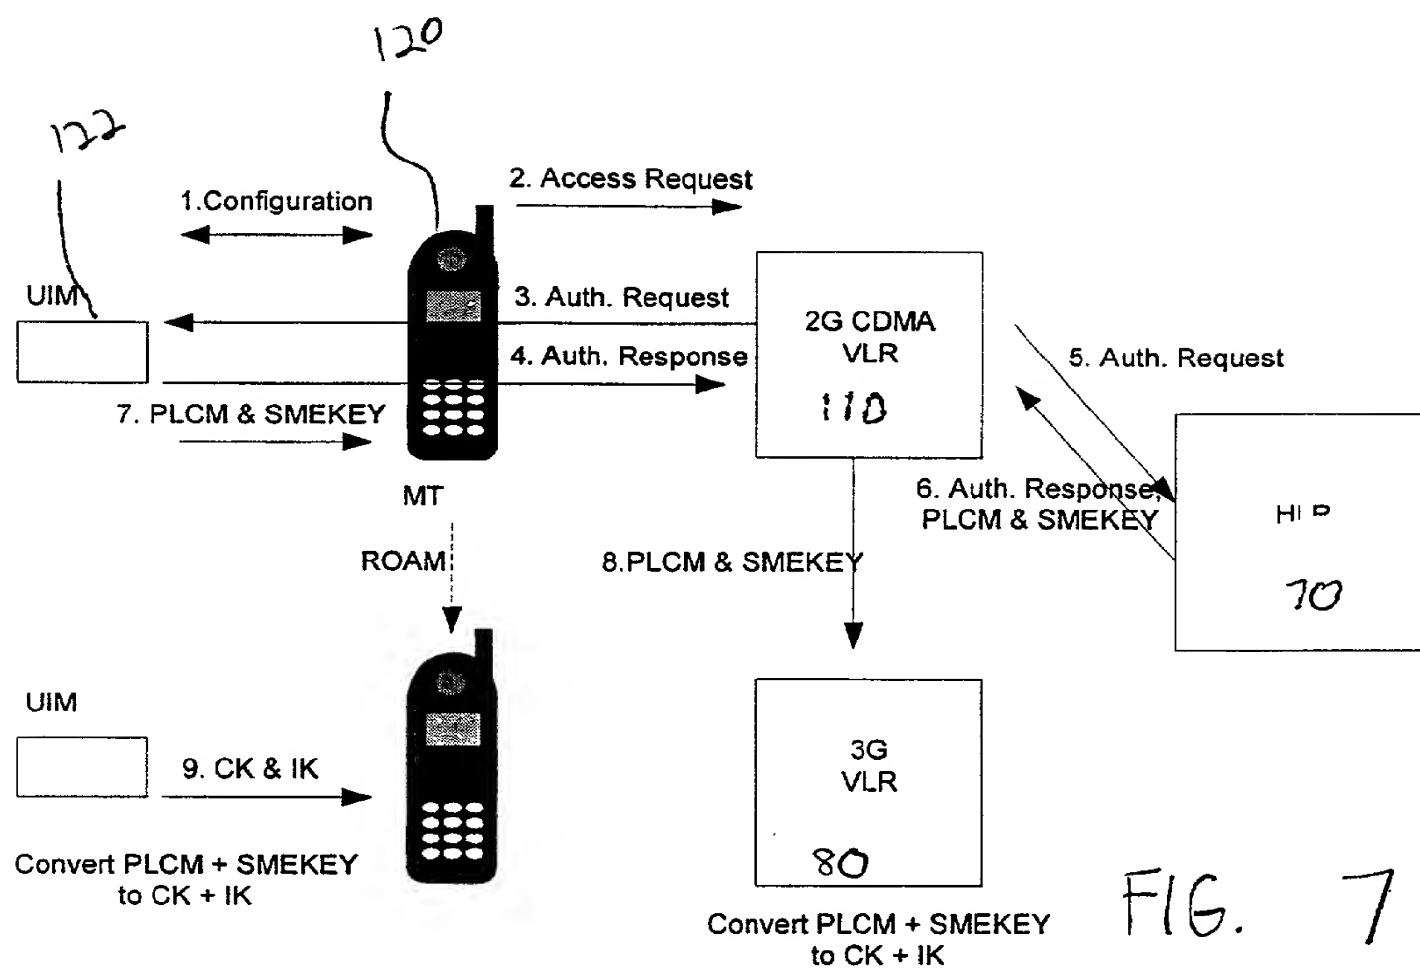 120
122
1.Configuration
2. Access Request
UIM
3. Auth. Request
4. Auth. Response
2G CDMA
VLR
110
5. Auth. Request
7. PLCM & SMEKEY
MT
6. Auth. Response,
PLCM & SMEKEY
70
ROAM
8.PLCM & SMEKEY
UIM
9. CK & IK
3G
VLR
80
Convert PLCM + SMEKEY
to CK + IK
Convert PLCM + SMEKEY
to CK + IK
FIG. 7